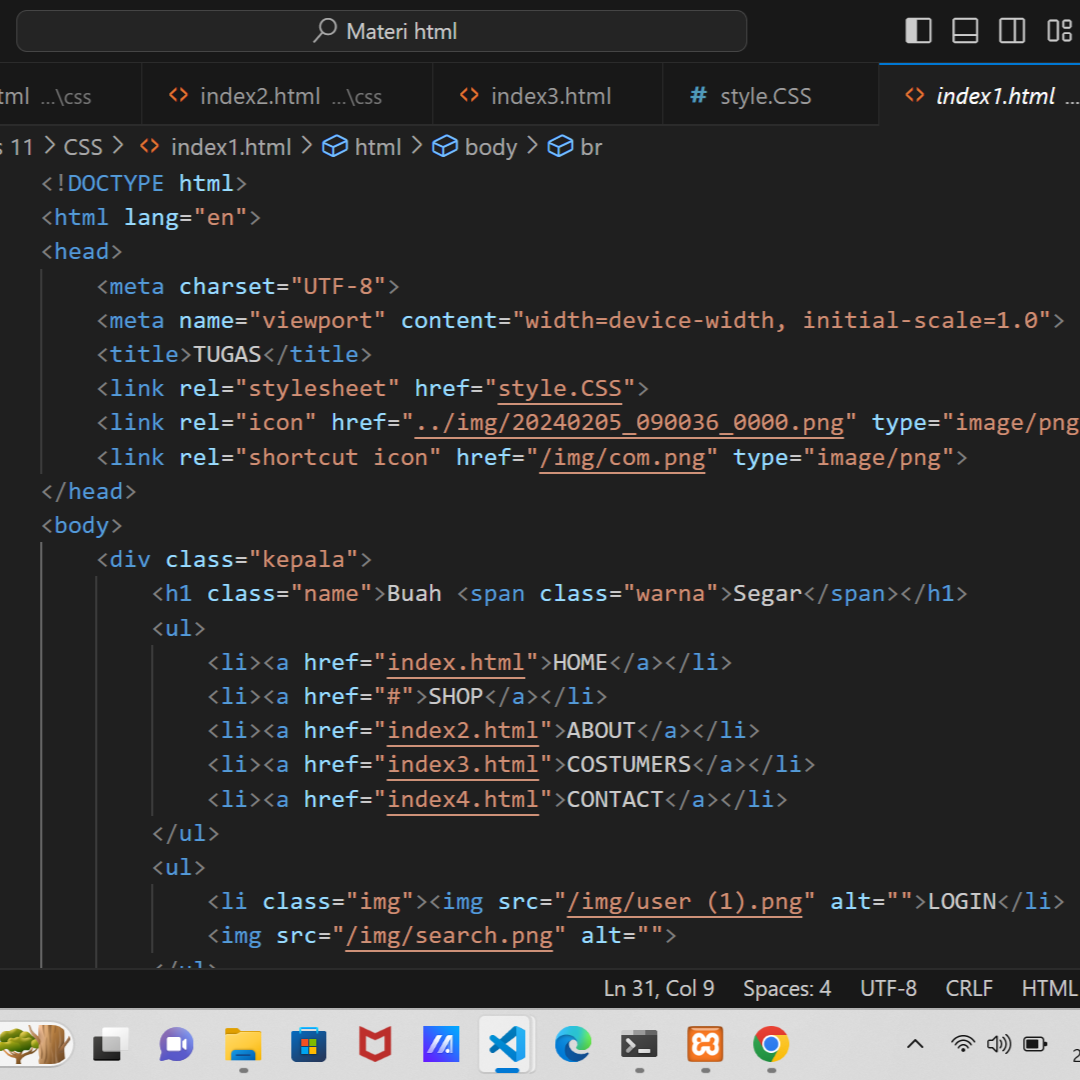 Materi html
tml ...\css
index2.html ...\css
index3.html
# style.CSS
index1.html ...
s 11 > CSS > index1.html > html > body > br
<!DOCTYPE html>
<html lang="en">
<head>
<meta charset="UTF-8">
<meta name="viewport" content="width=device-width, initial-scale=1.0">
<title>TUGAS</title>
<link rel="stylesheet" href="style.CSS">
<link rel="icon" href="../img/20240205_090036_0000.png" type="image/png
<link rel="shortcut icon" href="/img/com.png" type="image/png">
</head>
<body>
<div class="kepala">
<h1 class="name">Buah <span class="warna">Segar</span></h1>
<ul>
<li><a href="index.html">HOME</a></li>
<li><a href="#">SHOP</a></li>
<li><a href="index2.html">ABOUT</a></li>
<li><a href="index3.html">COSTUMERS</a></li>
<li><a href="index4.html">CONTACT</a></li>
</ul>
<ul>
<li class="img"><img src="/img/user (1).png" alt="">LOGIN</li>
<img src="/img/search.png" alt="">
</ul>
Ln 31, Col 9 Spaces: 4 UTF-8 CRLF HTML
2